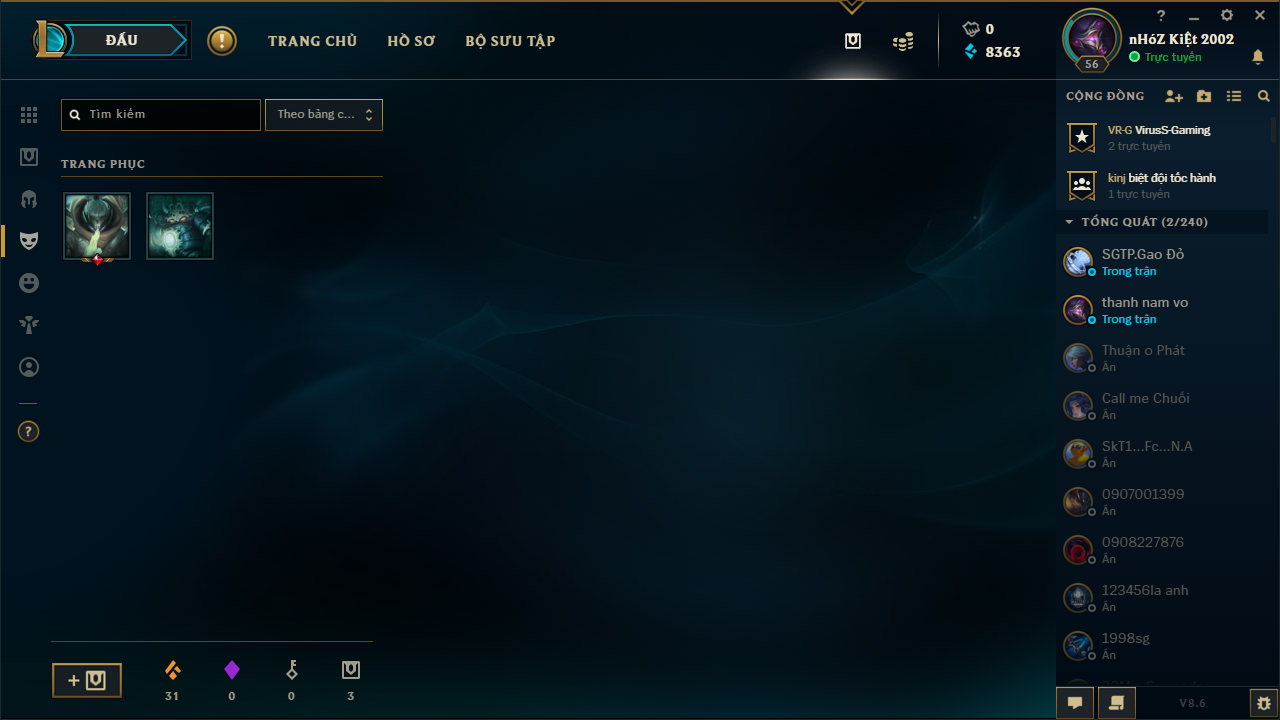 ĐẤU
TRANG CHỦ
HỒ SƠ
BỘ SƯU TẬP
0
8363
56
nHóZ KiỆt 2002
Trực tuyến
Tìm kiếm
Theo bảng c...
TRANG PHỤC
31
0
0
3
CỘNG ĐỒNG
VR-G VirusS-Gaming
2 trực tuyến
kinj biệt đội tốc hành
1 trực tuyến
TỔNG QUÁT (2/240)
SGTP.Gao Đỏ
Trong trận
thanh nam vo
Trong trận
Thuận o Phát
Ẩn
Call me Chuối
Ẩn
SkT1...Fc...N.A
Ẩn
0907001399
Ẩn
0908227876
Ẩn
123456la anh
Ẩn
1998sg
Ẩn
V8.6